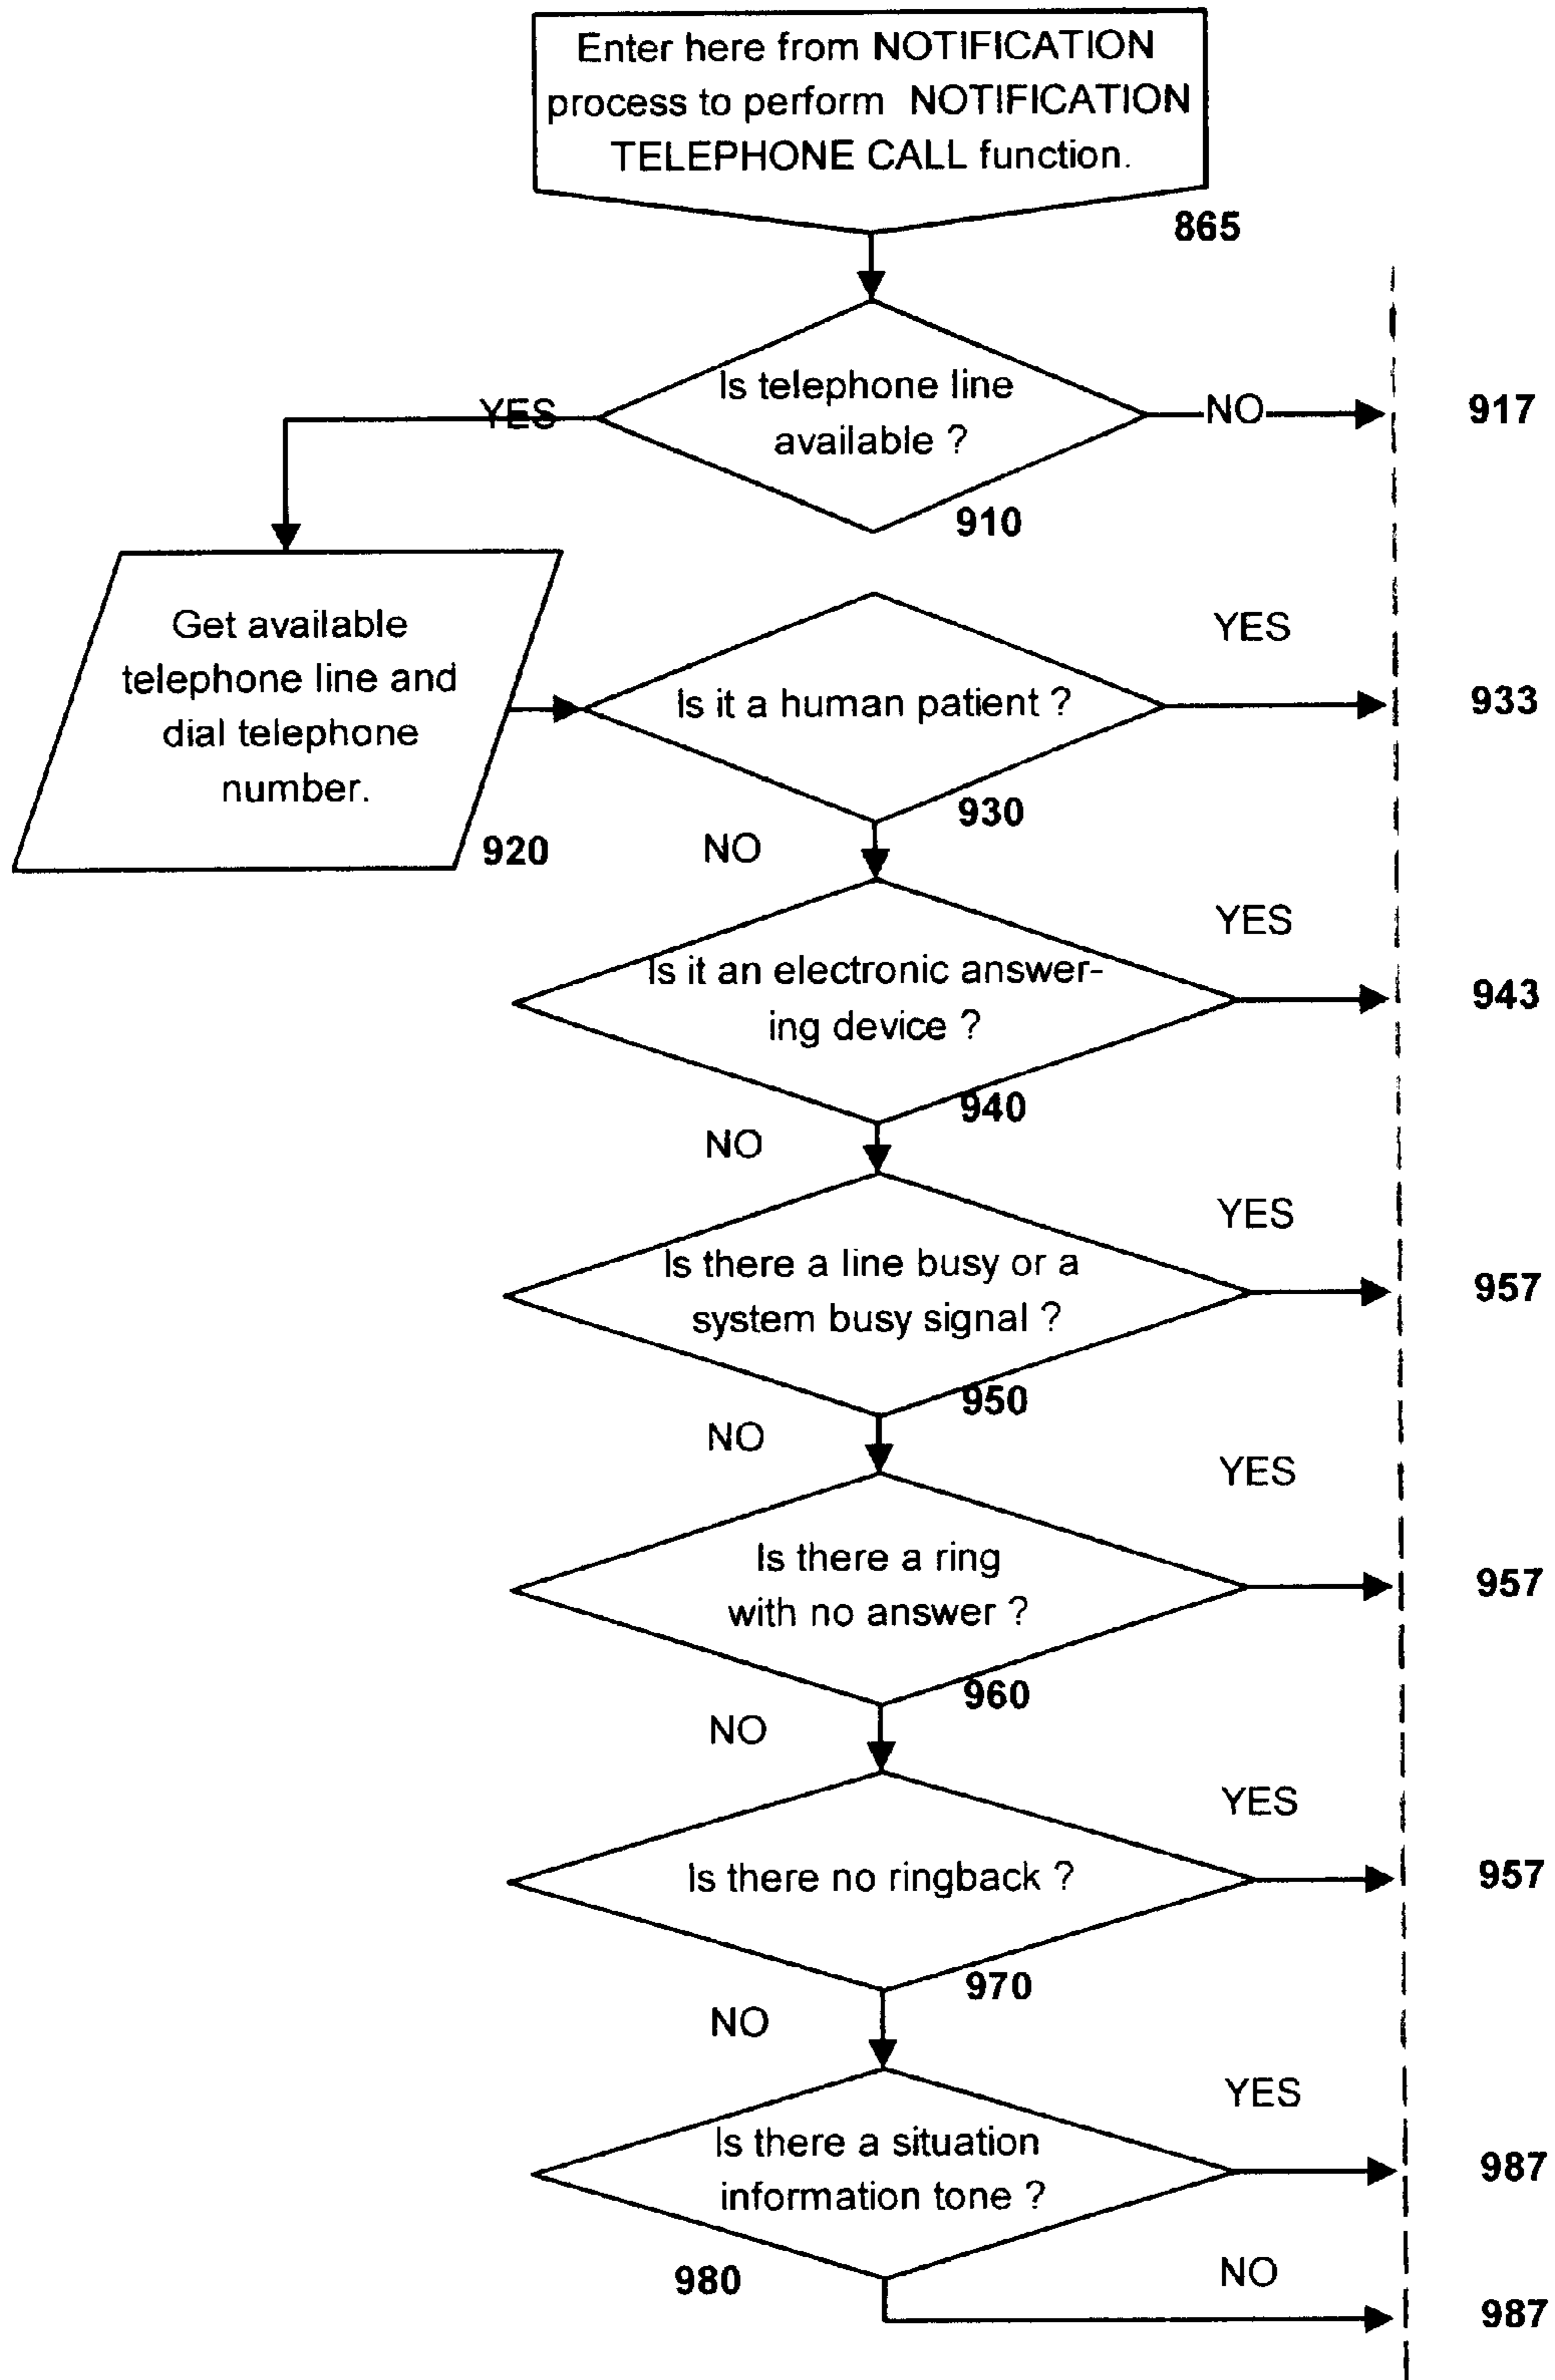 Enter here from NOTIFICATION
process to perform NOTIFICATION
TELEPHONE CALL function.
865
Is telephone line
available ?
YES
NO
917
910
Get available
telephone line and
dial telephone
number.
920
Is it a human patient ?
YES
933
930
NO
Is it an electronic answer-
ing device ?
YES
943
940
NO
Is there a line busy or a
system busy signal ?
YES
957
950
NO
Is there a ring
with no answer ?
YES
957
960
NO
Is there no ringback ?
YES
957
970
NO
Is there a situation
information tone ?
YES
987
980
NO
987